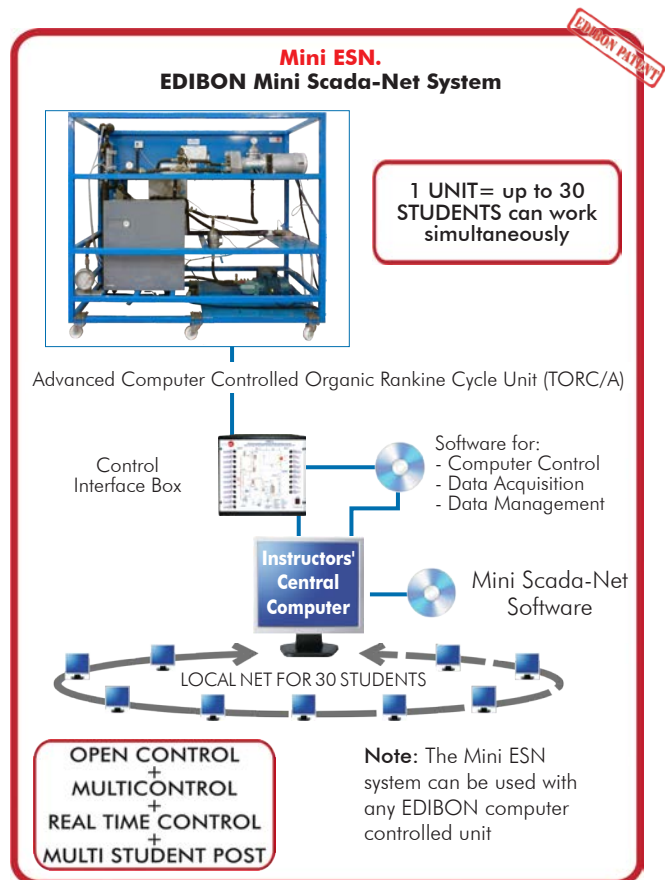 EDIBON PATENT
Mini ESN.
EDIBON Mini Scada-Net System
1 UNIT= up to 30
STUDENTS can work
simultaneously
Advanced Computer Controlled Organic Rankine Cycle Unit (TORC/A)
Control
Interface Box
Software for:
- Computer Control
- Data Acquisition
- Data Management
Instructors'
Central
Computer
Mini Scada-Net
Software
LOCAL NET FOR 30 STUDENTS
OPEN CONTROL
+
MULTICONTROL
+
REAL TIME CONTROL
+
MULTI STUDENT POST
Note: The Mini ESN
system can be used with
any EDIBON computer
controlled unit